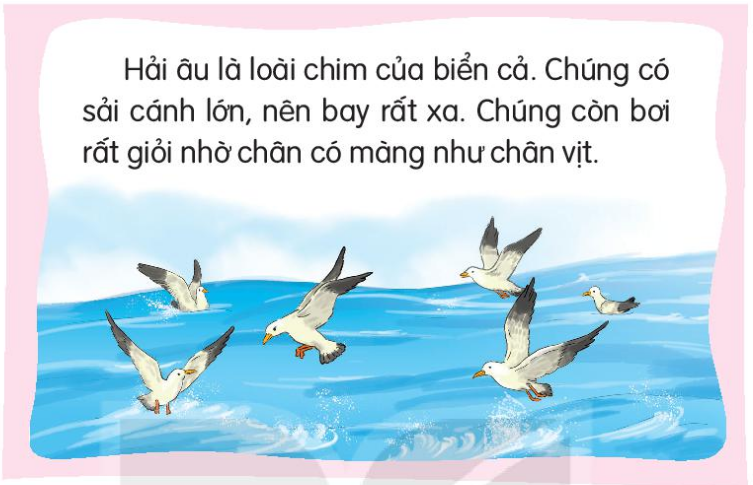 Hải âu là loài chim của biển cả. Chúng có
sải cánh lớn, nên bay rất xa. Chúng còn bơi
rất giỏi nhờ chân có màng như chân vịt.